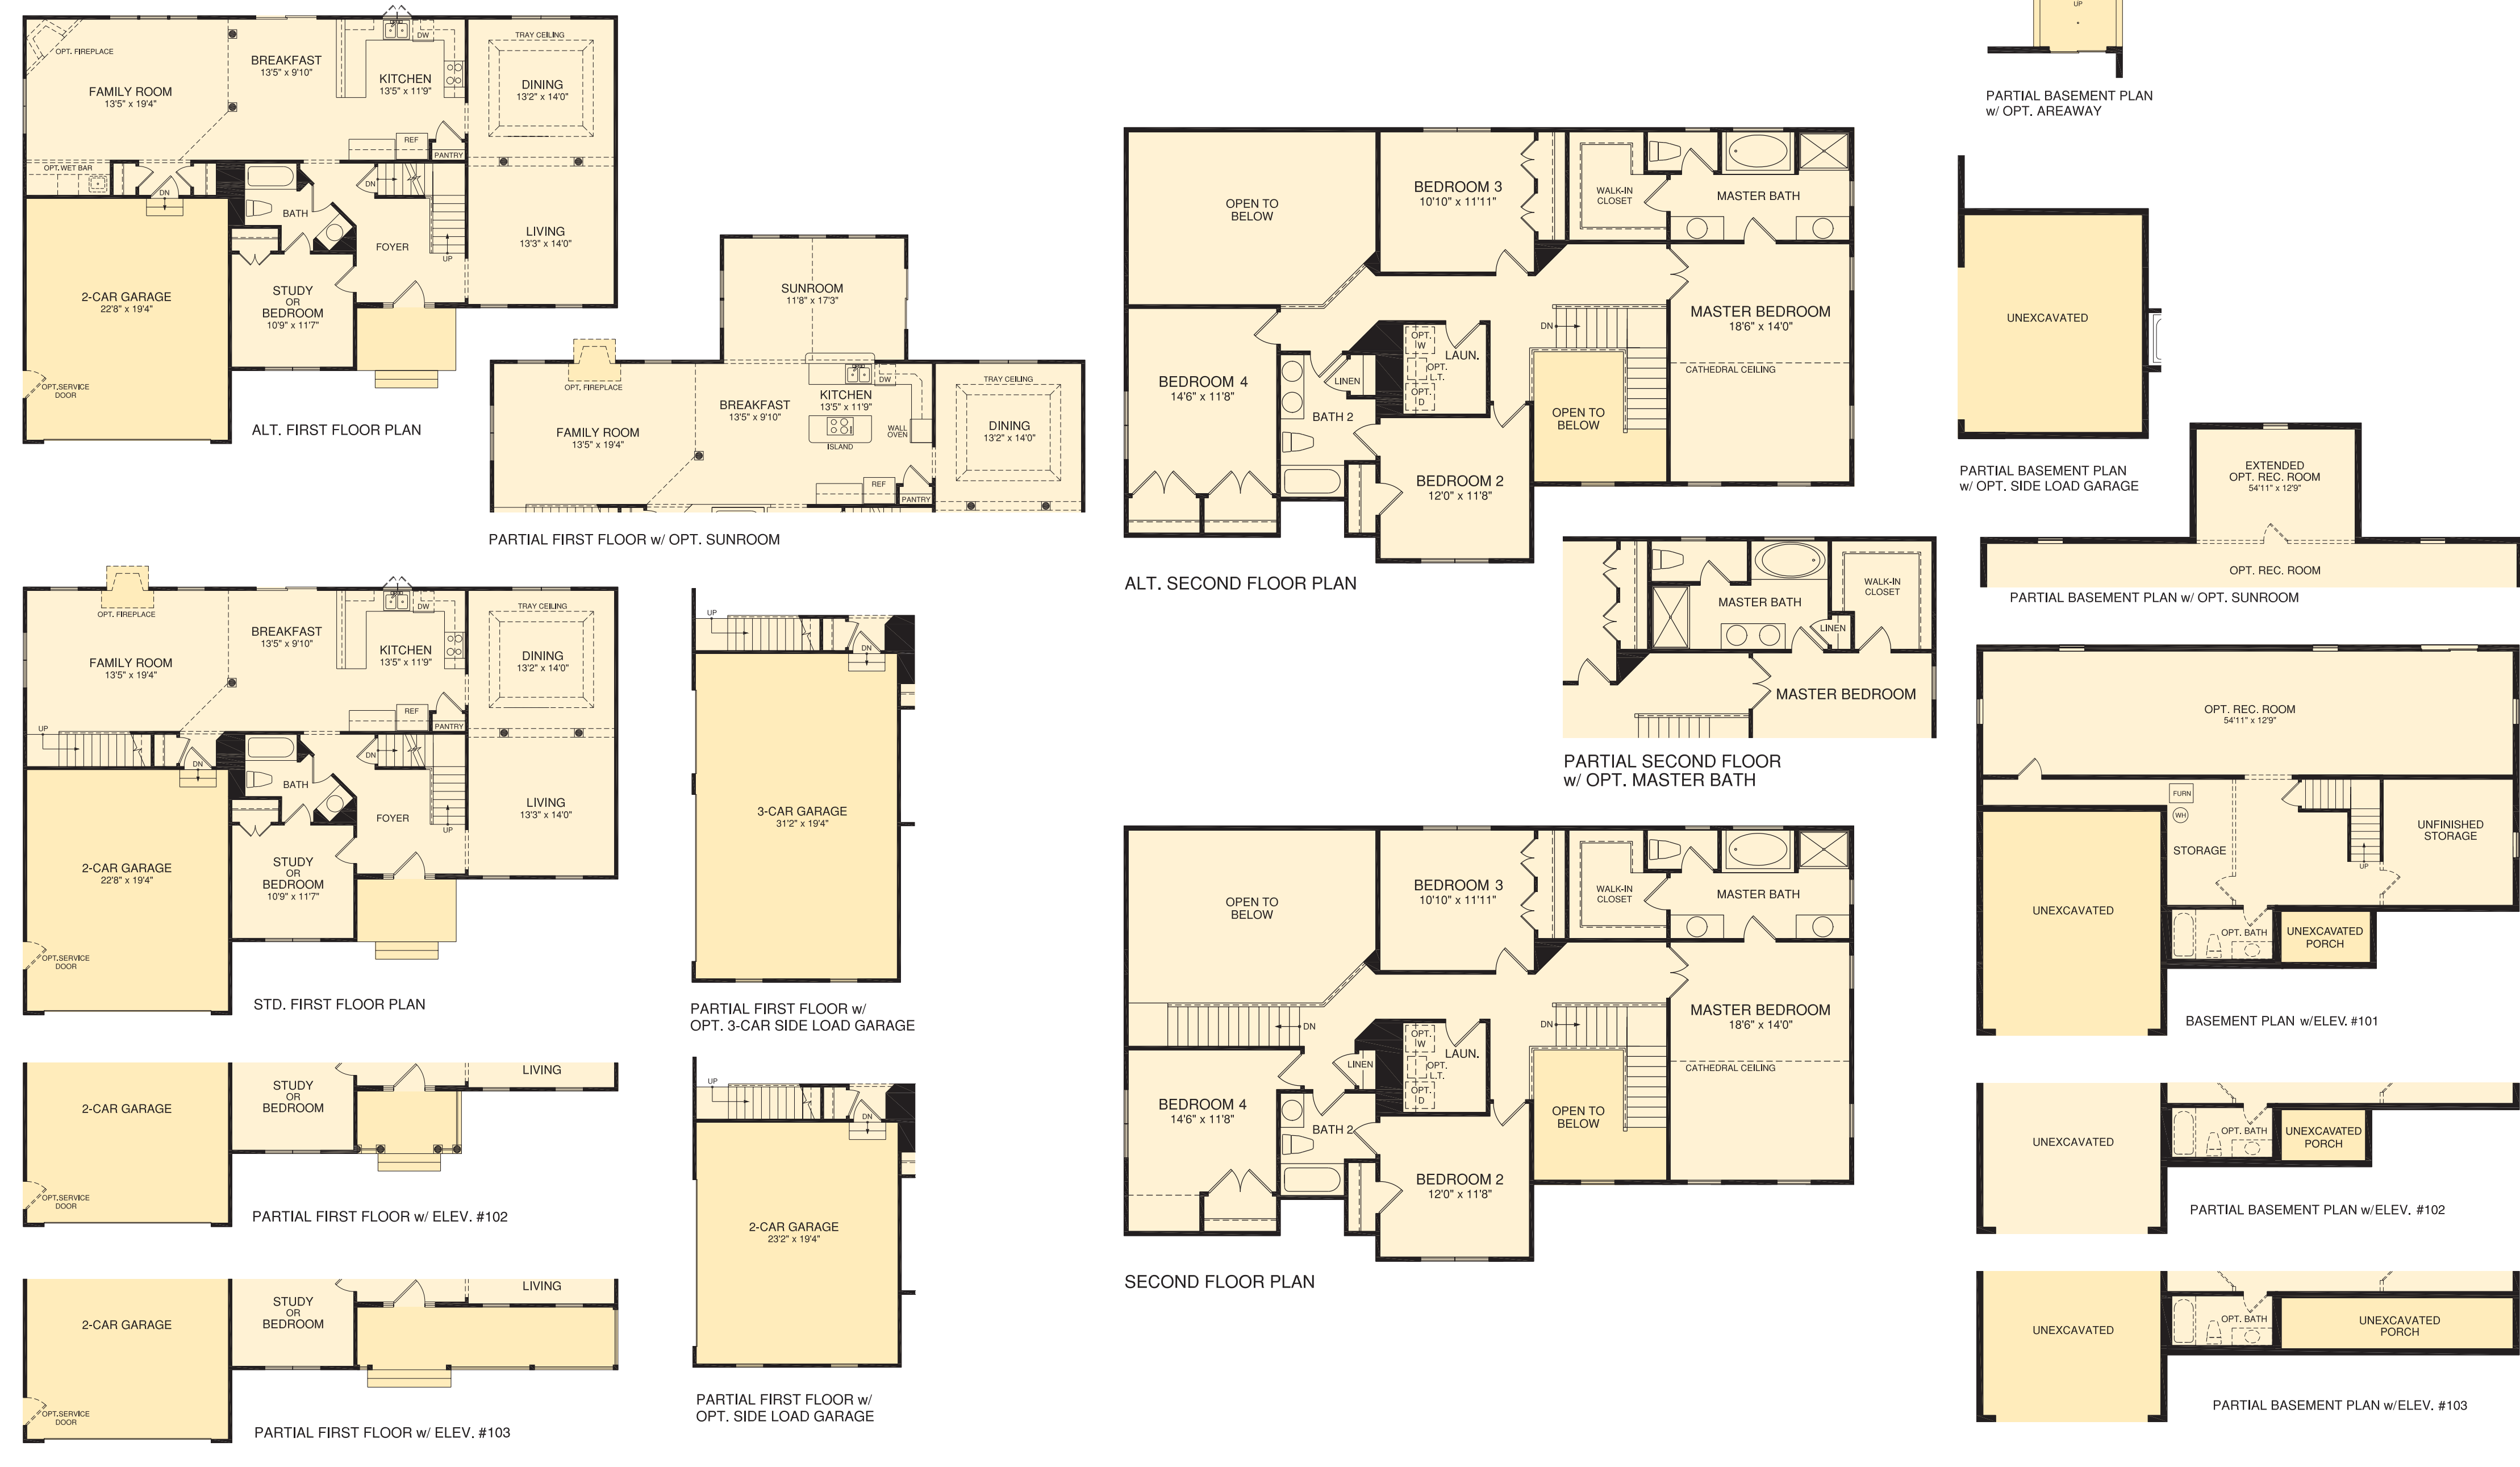 OPT. FIREPLACE
FAMILY ROOM
13'5" x 19'4"
BREAKFAST
13'5" x 9'10"
DW
KITCHEN
13'5" x 11'9"
TRAY CEILING
DINING
13'2" x 14'0"
REF
PANTRY
OPT. WET BAR
DN
DN
BATH
FOYER
UP
LIVING
13'3" x 14'0"
2-CAR GARAGE
22'8" x 19'4"
STUDY
OR
BEDROOM
10'9" x 11'7"
OPT.SERVICE
DOOR
ALT. FIRST FLOOR PLAN
SUNROOM
11'8" x 17'3"
OPT. FIREPLACE
FAMILY ROOM
13'5" x 19'4"
BREAKFAST
13'5" x 9'10"
DW
KITCHEN
13'5" x 11'9"
ISLAND
WALL
OVEN
TRAY CEILING
DINING
13'2" x 14'0"
REF
PANTRY
PARTIAL FIRST FLOOR w/ OPT. SUNROOM
OPT. FIREPLACE
FAMILY ROOM
13'5" x 19'4"
BREAKFAST
13'5" x 9'10"
DW
KITCHEN
13'5" x 11'9"
TRAY CEILING
DINING
13'2" x 14'0"
REF
PANTRY
UP
DN
DN
BATH
FOYER
UP
LIVING
13'3" x 14'0"
2-CAR GARAGE
22'8" x 19'4"
STUDY
OR
BEDROOM
10'9" x 11'7"
OPT.SERVICE
DOOR
STD. FIRST FLOOR PLAN
2-CAR GARAGE
STUDY
OR
BEDROOM
LIVING
OPT.SERVICE
DOOR
PARTIAL FIRST FLOOR w/ ELEV. #102
2-CAR GARAGE
STUDY
OR
BEDROOM
LIVING
OPT.SERVICE
DOOR
PARTIAL FIRST FLOOR w/ ELEV. #103
UP
DN
3-CAR GARAGE
31'2" x 19'4"
PARTIAL FIRST FLOOR w/
OPT. 3-CAR SIDE LOAD GARAGE
UP
DN
2-CAR GARAGE
23'2" x 19'4"
PARTIAL FIRST FLOOR w/
OPT. SIDE LOAD GARAGE
OPEN TO
BELOW
BEDROOM 3
10'10" x 11'11"
WALK-IN
CLOSET
MASTER BATH
MASTER BEDROOM
18'6" x 14'0"
CATHEDRAL CEILING
DN
OPT.
W
LAUN.
OPT.
L.T.
OPT.
D
LINEN
BEDROOM 4
14'6" x 11'8"
BATH 2
OPEN TO
BELOW
BEDROOM 2
12'0" x 11'8"
ALT. SECOND FLOOR PLAN
MASTER BATH
WALK-IN
CLOSET
LINEN
MASTER BEDROOM
PARTIAL SECOND FLOOR
w/ OPT. MASTER BATH
OPEN TO
BELOW
BEDROOM 3
10'10" x 11'11"
WALK-IN
CLOSET
MASTER BATH
MASTER BEDROOM
18'6" x 14'0"
CATHEDRAL CEILING
DN
DN
OPT.
W
LAUN.
OPT.
L.T.
OPT.
D
LINEN
BEDROOM 4
14'6" x 11'8"
BATH 2
OPEN TO
BELOW
BEDROOM 2
12'0" x 11'8"
SECOND FLOOR PLAN
UP
PARTIAL BASEMENT PLAN
w/ OPT. AREAWAY
UNEXCAVATED
PARTIAL BASEMENT PLAN
w/ OPT. SIDE LOAD GARAGE
EXTENDED
OPT. REC. ROOM
54'11" x 12'9"
OPT. REC. ROOM
PARTIAL BASEMENT PLAN w/ OPT. SUNROOM
OPT. REC. ROOM
54'11" x 12'9"
FURN
WH
STORAGE
UP
UNFINISHED
STORAGE
UNEXCAVATED
OPT. BATH
UNEXCAVATED
PORCH
BASEMENT PLAN w/ELEV. #101
UNEXCAVATED
OPT. BATH
UNEXCAVATED
PORCH
PARTIAL BASEMENT PLAN w/ELEV. #102
UNEXCAVATED
OPT. BATH
UNEXCAVATED
PORCH
PARTIAL BASEMENT PLAN w/ELEV. #103